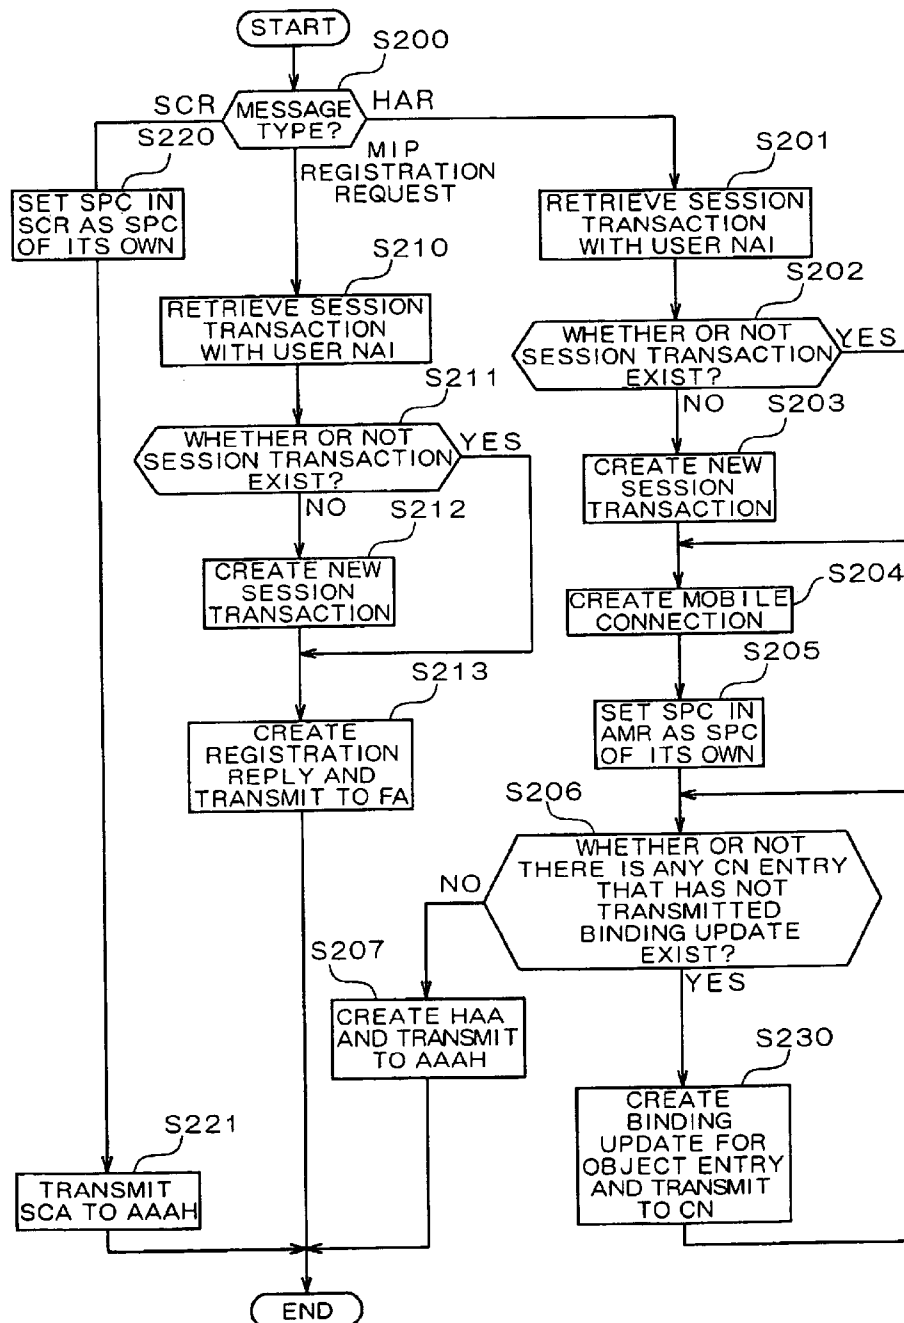 START
S200
SCR
MESSAGE
TYPE?
HAR
S220
MIP
REGISTRATION
REQUEST
S201
SET SPC IN
SCR AS SPC
OF ITS OWN
RETRIEVE SESSION
TRANSACTION
WITH USER NAI
S210
S202
RETRIEVE SESSION
TRANSACTION
WITH USER NAI
WHETHER OR NOT
SESSION TRANSACTION
EXIST?
YES
S211
NO
S203
WHETHER OR NOT
SESSION TRANSACTION
EXIST?
YES
CREATE NEW
SESSION
TRANSACTION
NO
S212
CREATE NEW
SESSION
TRANSACTION
S204
CREATE MOBILE
CONNECTION
S213
S205
CREATE
REGISTRATION
REPLY AND
TRANSMIT TO FA
SET SPC IN
AMR AS SPC
OF ITS OWN
S206
WHETHER OR NOT
THERE IS ANY CN ENTRY
THAT HAS NOT
TRANSMITTED
BINDING UPDATE
EXIST?
NO
S207
YES
CREATE HAA
AND TRANSMIT
TO AAAH
S230
CREATE
BINDING
UPDATE FOR
OBJECT ENTRY
AND TRANSMIT
TO CN
S221
TRANSMIT
SCA TO AAAH
END